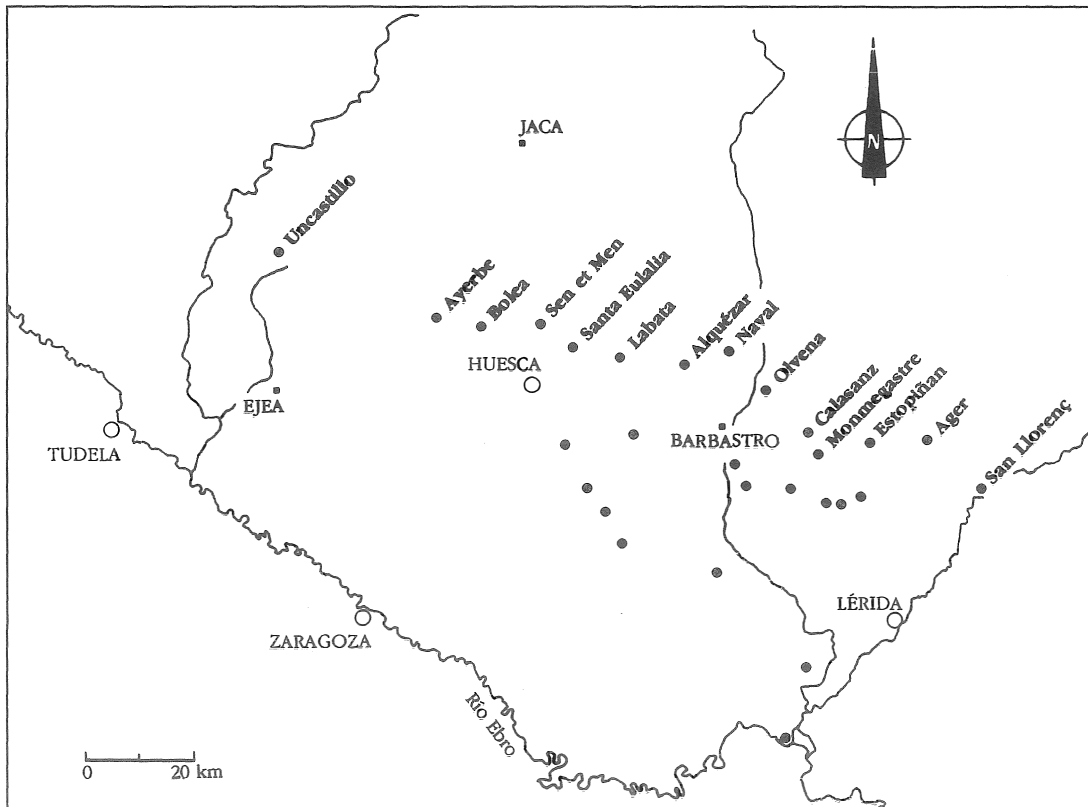 JACA
N
Uncastillo
Ayerbe
Bolea
Sen et Men
Santa Eulalia
Labata
Alquézar
Naval
Olvena
HUESCA
Calasanz
Monmegastre
Estopiñan
Ager
San Llorenç
EJEA
TUDELA
BARBASTRO
LÉRIDA
ZARAGOZA
Río Ebro
0 20 km